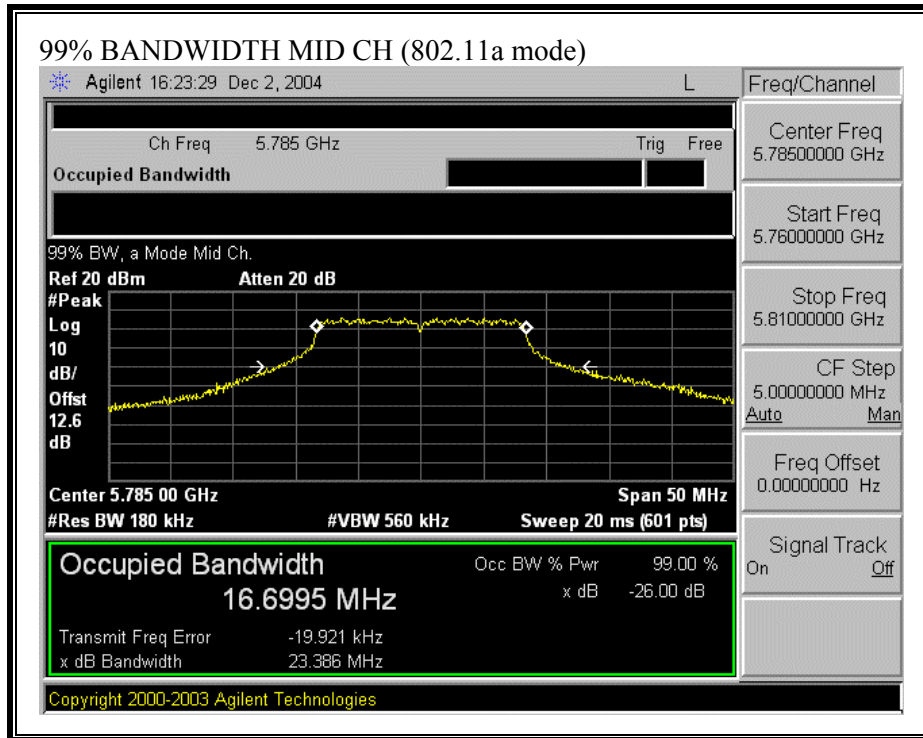 99% BANDWIDTH MID CH (802.11a mode)
Agilent 16:23:29 Dec 2, 2004 L Freq/Channel
Ch Freq 5.785 GHz Trig Free
Occupied Bandwidth
Center Freq
5.78500000 GHz
Start Freq
5.76000000 GHz
Stop Freq
5.81000000 GHz
CF Step
5.00000000 MHz
Auto Man
Freq Offset
0.00000000 Hz
Signal Track
On Off
99% BW, a Mode Mid Ch.
Ref 20 dBm Atten 20 dB
#Peak
Log
10
dB/
Offst
12.6
dB
Center 5.785 00 GHz Span 50 MHz
#Res BW 180 kHz #VBW 560 kHz Sweep 20 ms (601 pts)
Occupied Bandwidth Occ BW % Pwr 99.00 %
16.6995 MHz x dB -26.00 dB
Transmit Freq Error -19.921 kHz
x dB Bandwidth 23.386 MHz
Copyright 2000-2003 Agilent Technologies